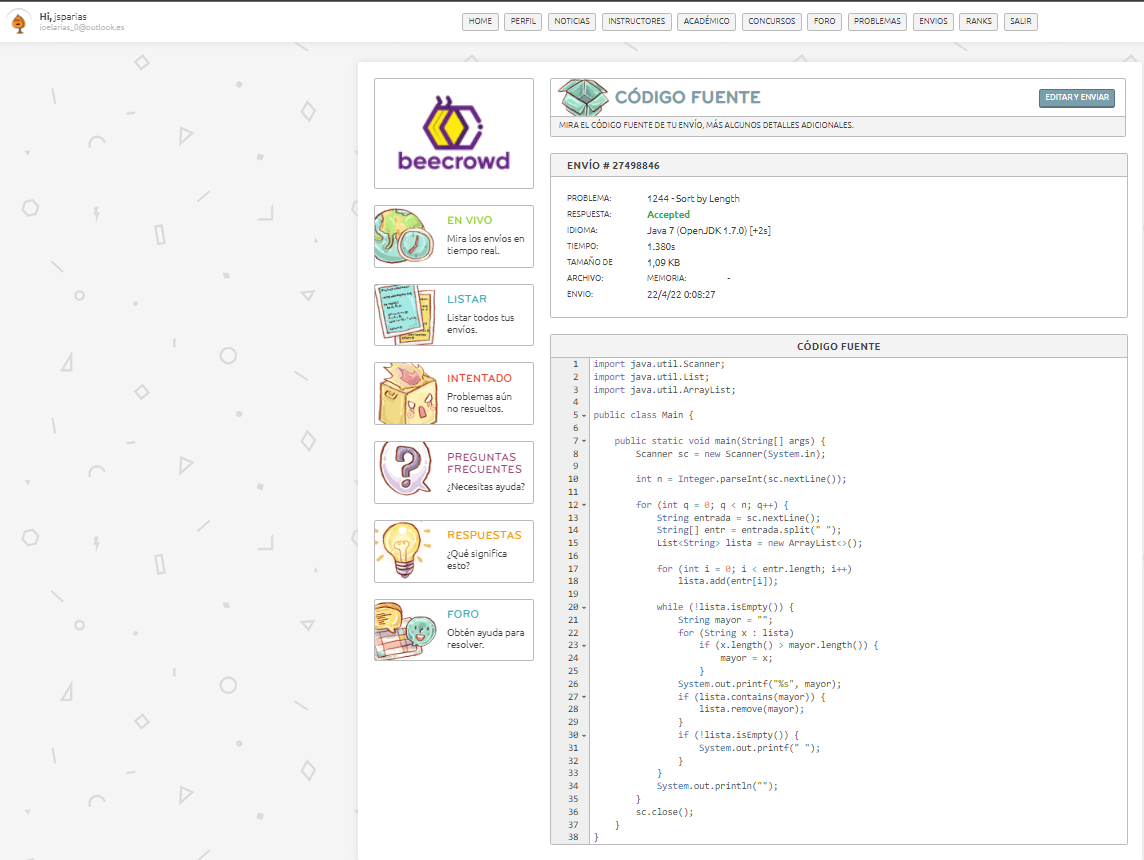 Hi, jsparias
joelarias_0@outlook.es
HOME PERFIL NOTICIAS INSTRUCTORES ACADÉMICO CONCURSOS FORO PROBLEMAS ENVIOS RANKS SALIR
beecrowd
EN VIVO
Mira los envíos en
tiempo real.
LISTAR
Listar todos tus
envíos.
INTENTADO
Problemas aún
no resueltos.
PREGUNTAS
FRECUENTES
¿Necesitas ayuda?
RESPUESTAS
¿Qué significa
esto?
FORO
Obtén ayuda para
resolver.
CÓDIGO FUENTE
EDITAR Y ENVIAR
MIRA EL CÓDIGO FUENTE DE TU ENVÍO, MÁS ALGUNOS DETALLES ADICIONALES.
ENVÍO # 27498846
PROBLEMA: 1244 - Sort by Length
RESPUESTA: Accepted
IDIOMA: Java 7 (OpenJDK 1.7.0) [+2s]
TIEMPO: 1.380s
TAMAÑO DE 1,09 KB
ARCHIVO: MEMORIA: -
ENVIO: 22/4/22 0:08:27
CÓDIGO FUENTE
1 import java.util.Scanner;
2 import java.util.List;
3 import java.util.ArrayList;
4
5 public class Main {
6
7     public static void main(String[] args) {
8         Scanner sc = new Scanner(System.in);
9
10         int n = Integer.parseInt(sc.nextLine());
11
12         for (int q = 0; q < n; q++) {
13             String entrada = sc.nextLine();
14             String[] entr = entrada.split(" ");
15             List<String> lista = new ArrayList<>();
16
17             for (int i = 0; i < entr.length; i++)
18                 lista.add(entr[i]);
19
20             while (!lista.isEmpty()) {
21                 String mayor = "";
22                 for (String x : lista)
23                     if (x.length() > mayor.length()) {
24                         mayor = x;
25                     }
26                 System.out.printf("%s", mayor);
27                 if (lista.contains(mayor)) {
28                     lista.remove(mayor);
29                 }
30                 if (!lista.isEmpty()) {
31                     System.out.printf(" ");
32                 }
33             }
34             System.out.println("");
35         }
36         sc.close();
37     }
38 }